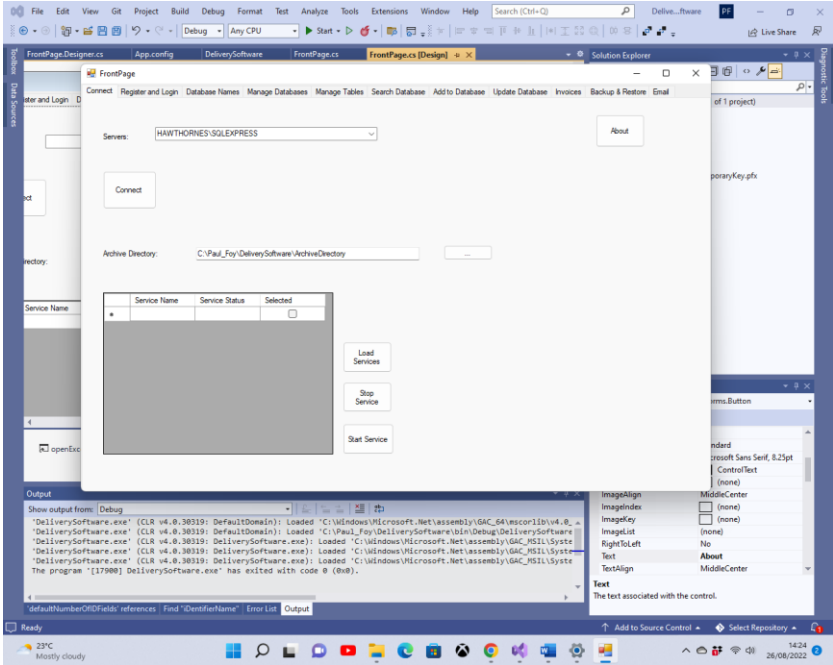 File Edit View Git Project Build Debug Format Test Analyze Tools Extensions Window Help Search (Ctrl+Q) Delive...ftware PF
Debug Any CPU Start Live Share
FrontPage.Designer.cs App.config DeliverySoftware FrontPage.cs FrontPage.cs [Design] Solution Explorer
Toolbox
Data Sources
Diagnostic Tools
FrontPage
Connect Register and Login Database Names Manage Databases Manage Tables Search Database Add to Database Update Database Invoices Backup & Restore Email
ster and Login D
of 1 project)
Servers: HAWTHORNES\SQLEXPRESS
About
poraryKey.pfx
Connect
ect
Archive Directory: C:\Paul_Foy\DeliverySoftware\ArchiveDirectory ...
rectory:
Service Name Service Status Selected
Service Name
Load
Services
Stop
Service
Start Service
rms.Button
openExc
ndard
crosoft Sans Serif, 8.25pt
ControlText
(none)
ImageAlign MiddleCenter
ImageIndex (none)
ImageKey (none)
ImageList (none)
RightToLeft No
Text About
TextAlign MiddleCenter
Text
The text associated with the control.
Output
Show output from: Debug
'DeliverySoftware.exe' (CLR v4.0.30319: DefaultDomain): Loaded 'C:\Windows\Microsoft.Net\assembly\GAC_64\mscorlib\v4.0_
'DeliverySoftware.exe' (CLR v4.0.30319: DefaultDomain): Loaded 'C:\Paul_Foy\DeliverySoftware\bin\Debug\DeliverySoftware
'DeliverySoftware.exe' (CLR v4.0.30319: DeliverySoftware.exe): Loaded 'C:\Windows\Microsoft.Net\assembly\GAC_MSIL\Syste
'DeliverySoftware.exe' (CLR v4.0.30319: DeliverySoftware.exe): Loaded 'C:\Windows\Microsoft.Net\assembly\GAC_MSIL\Syste
'DeliverySoftware.exe' (CLR v4.0.30319: DeliverySoftware.exe): Loaded 'C:\Windows\Microsoft.Net\assembly\GAC_MSIL\Syste
The program '[17900] DeliverySoftware.exe' has exited with code 0 (0x0).
'defaultNumberOfIDFields' references Find "iDentifierName" Error List Output
Ready Add to Source Control Select Repository
23°C
Mostly cloudy
14:24
26/08/2022